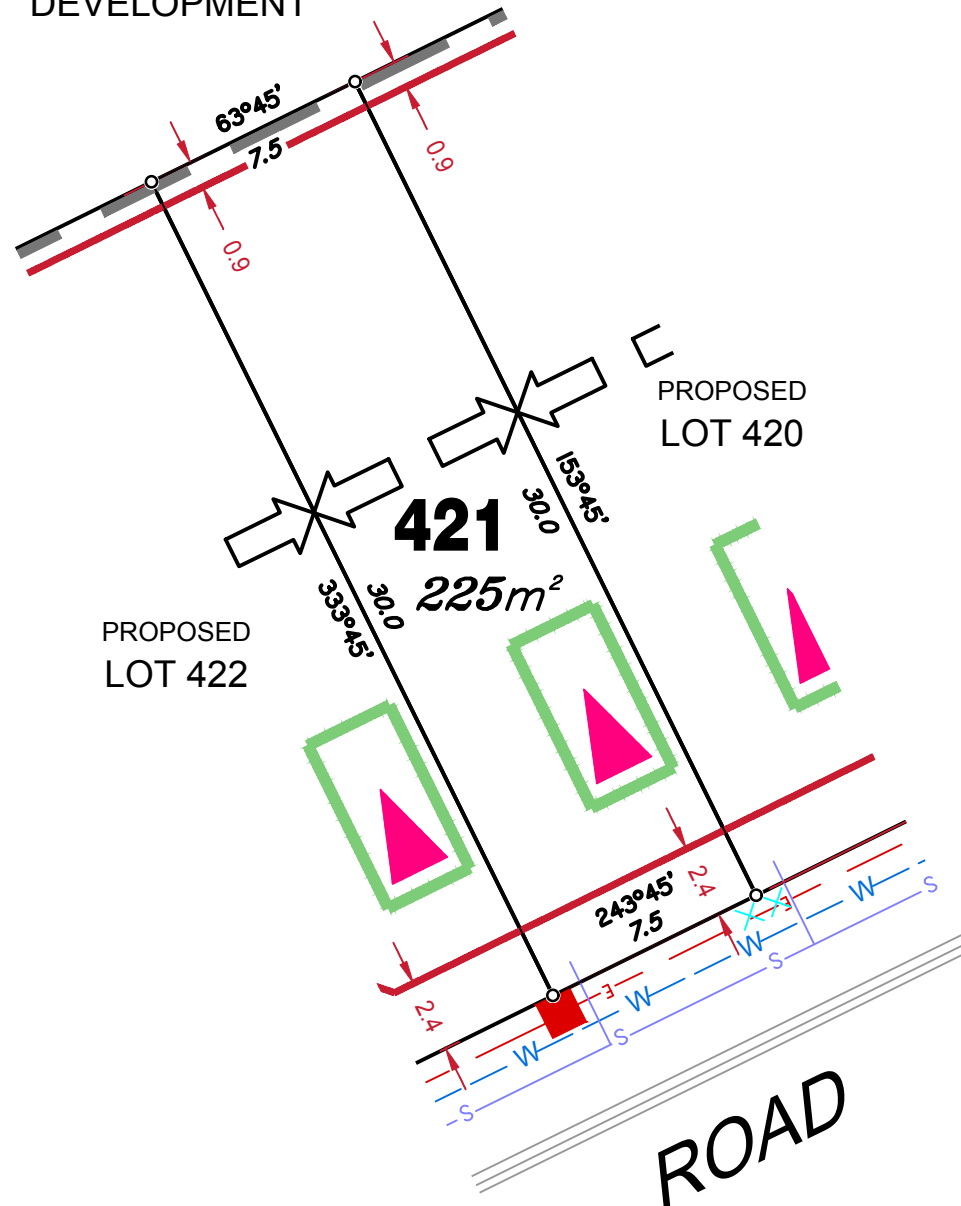 DEVELOPMENT
63°45'
7.5
0.9
0.9
PROPOSED
LOT 420
153°45'
30.0
421
225m²
333°45'
30.0
PROPOSED
LOT 422
2.4
243°45'
7.5
2.4
E
W
S
W
S
E
W
S
W
S
ROAD